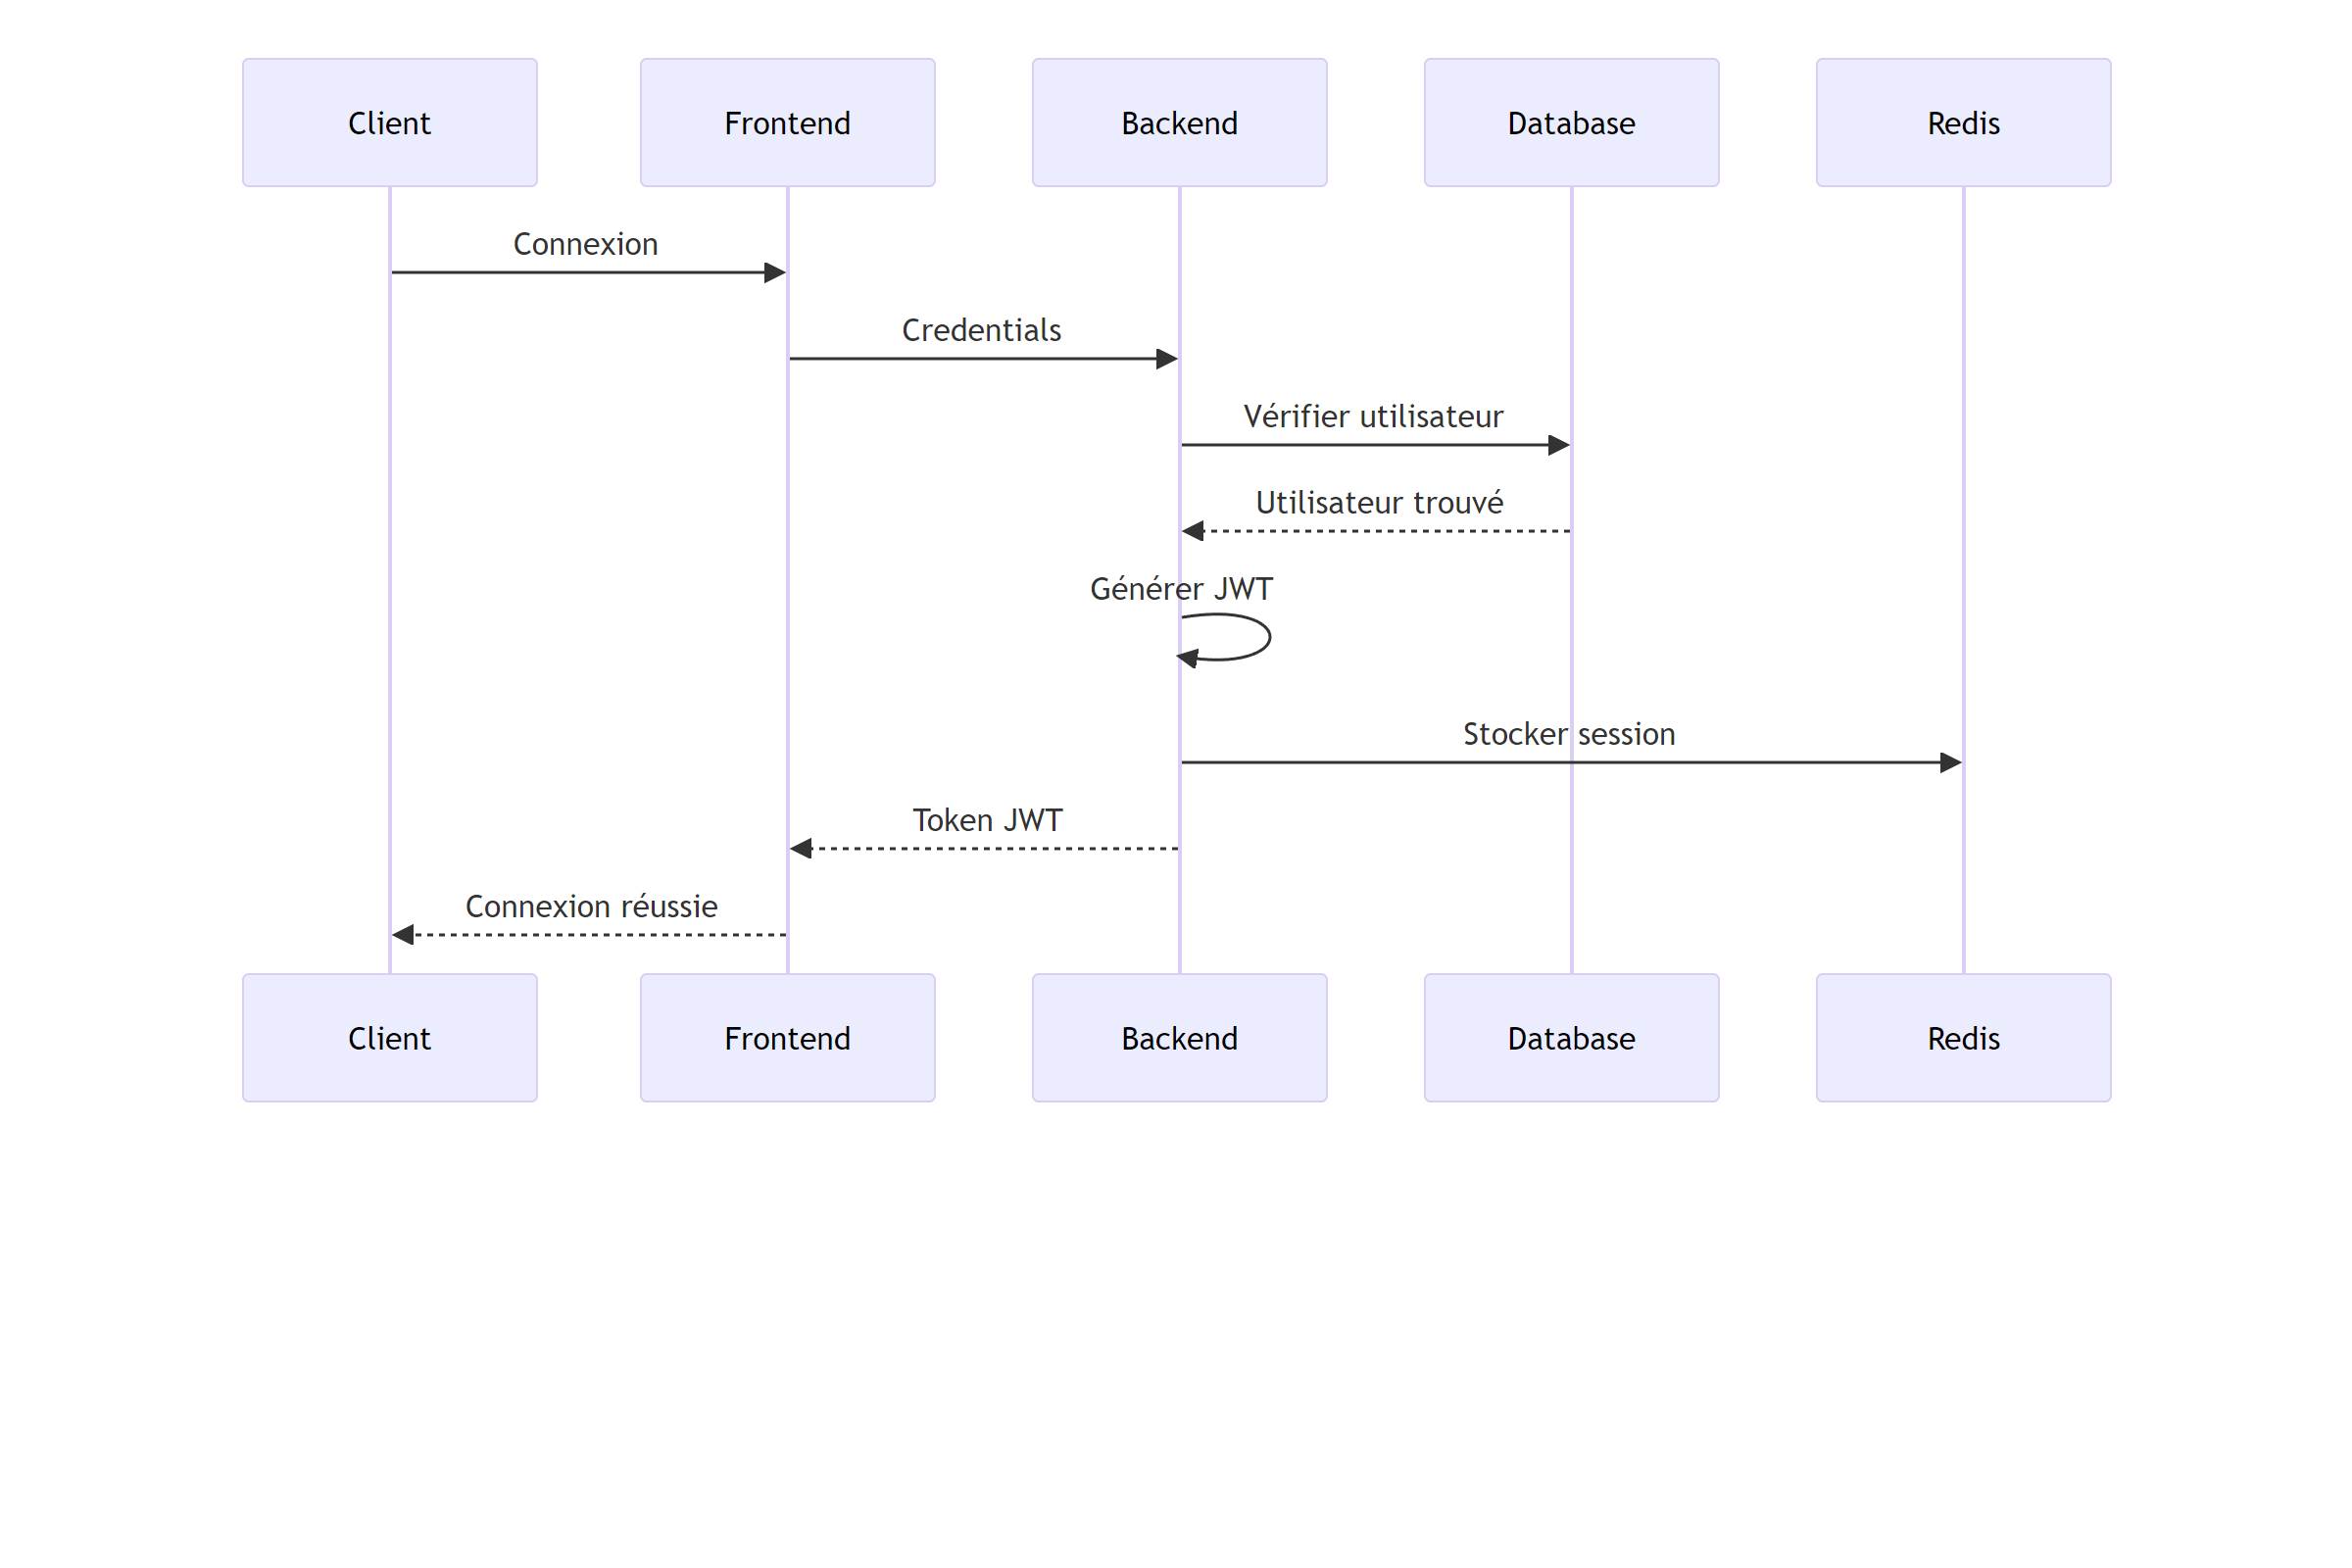 Client
Frontend
Backend
Database
Redis
Connexion
Credentials
Vérifier utilisateur
Utilisateur trouvé
Générer JWT
Stocker session
Token JWT
Connexion réussie
Client
Frontend
Backend
Database
Redis